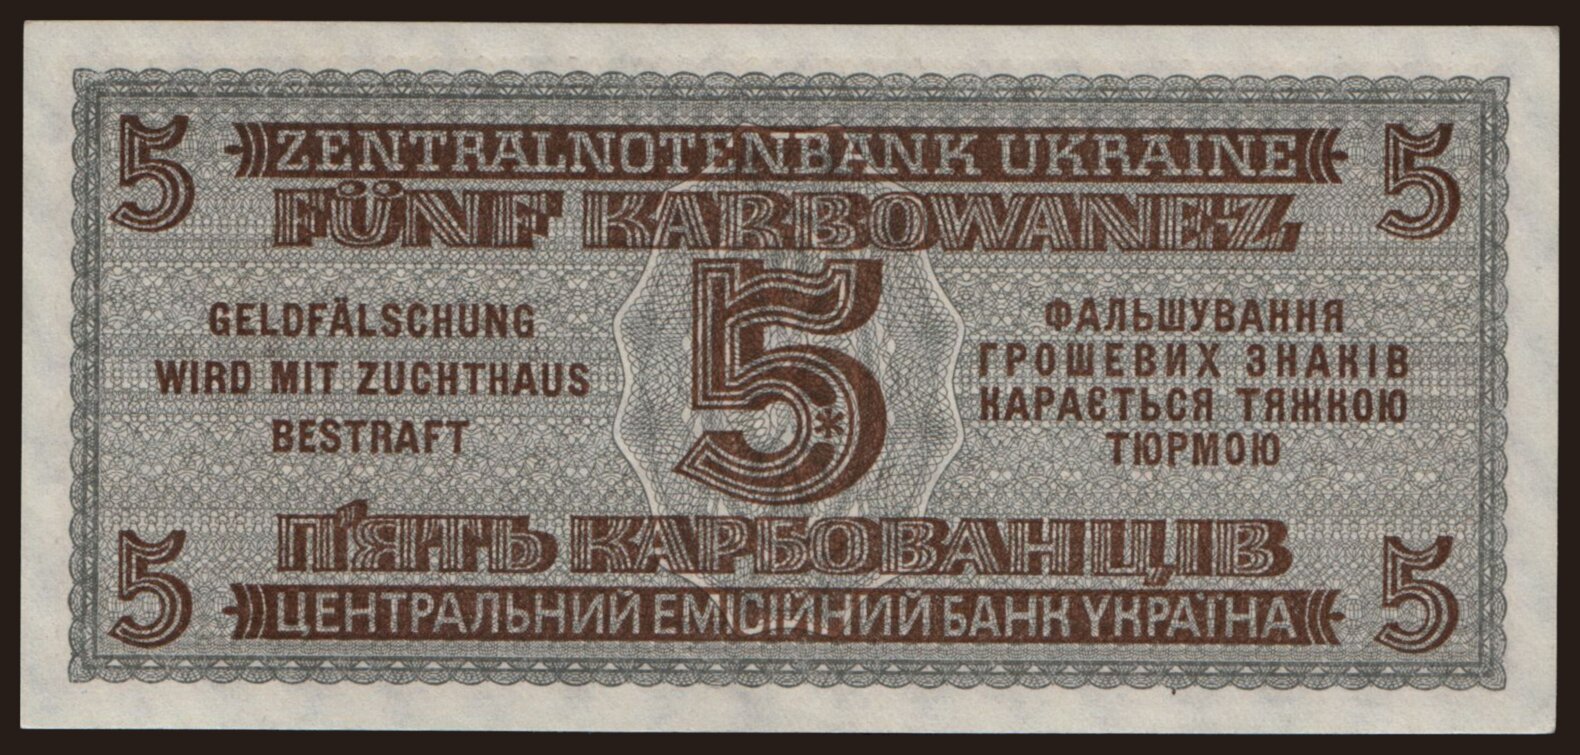 5
5
ZENTRALNOTENBANK UKRAINE
FÜNF KARBOWANEZ
GELDFÄLSCHUNG
WIRD MIT ZUCHTHAUS
BESTRAFT
5
ФАЛЬШУВАННЯ
ГРОШЕВИХ ЗНАКІВ
КАРАЄТЬСЯ ТЯЖКОЮ
ТЮРМОЮ
П'ЯТЬ КАРБОВАНЦІВ
ЦЕНТРАЛЬНИЙ ЕМІСІЙНИЙ БАНК УКРАЇНА
5
5